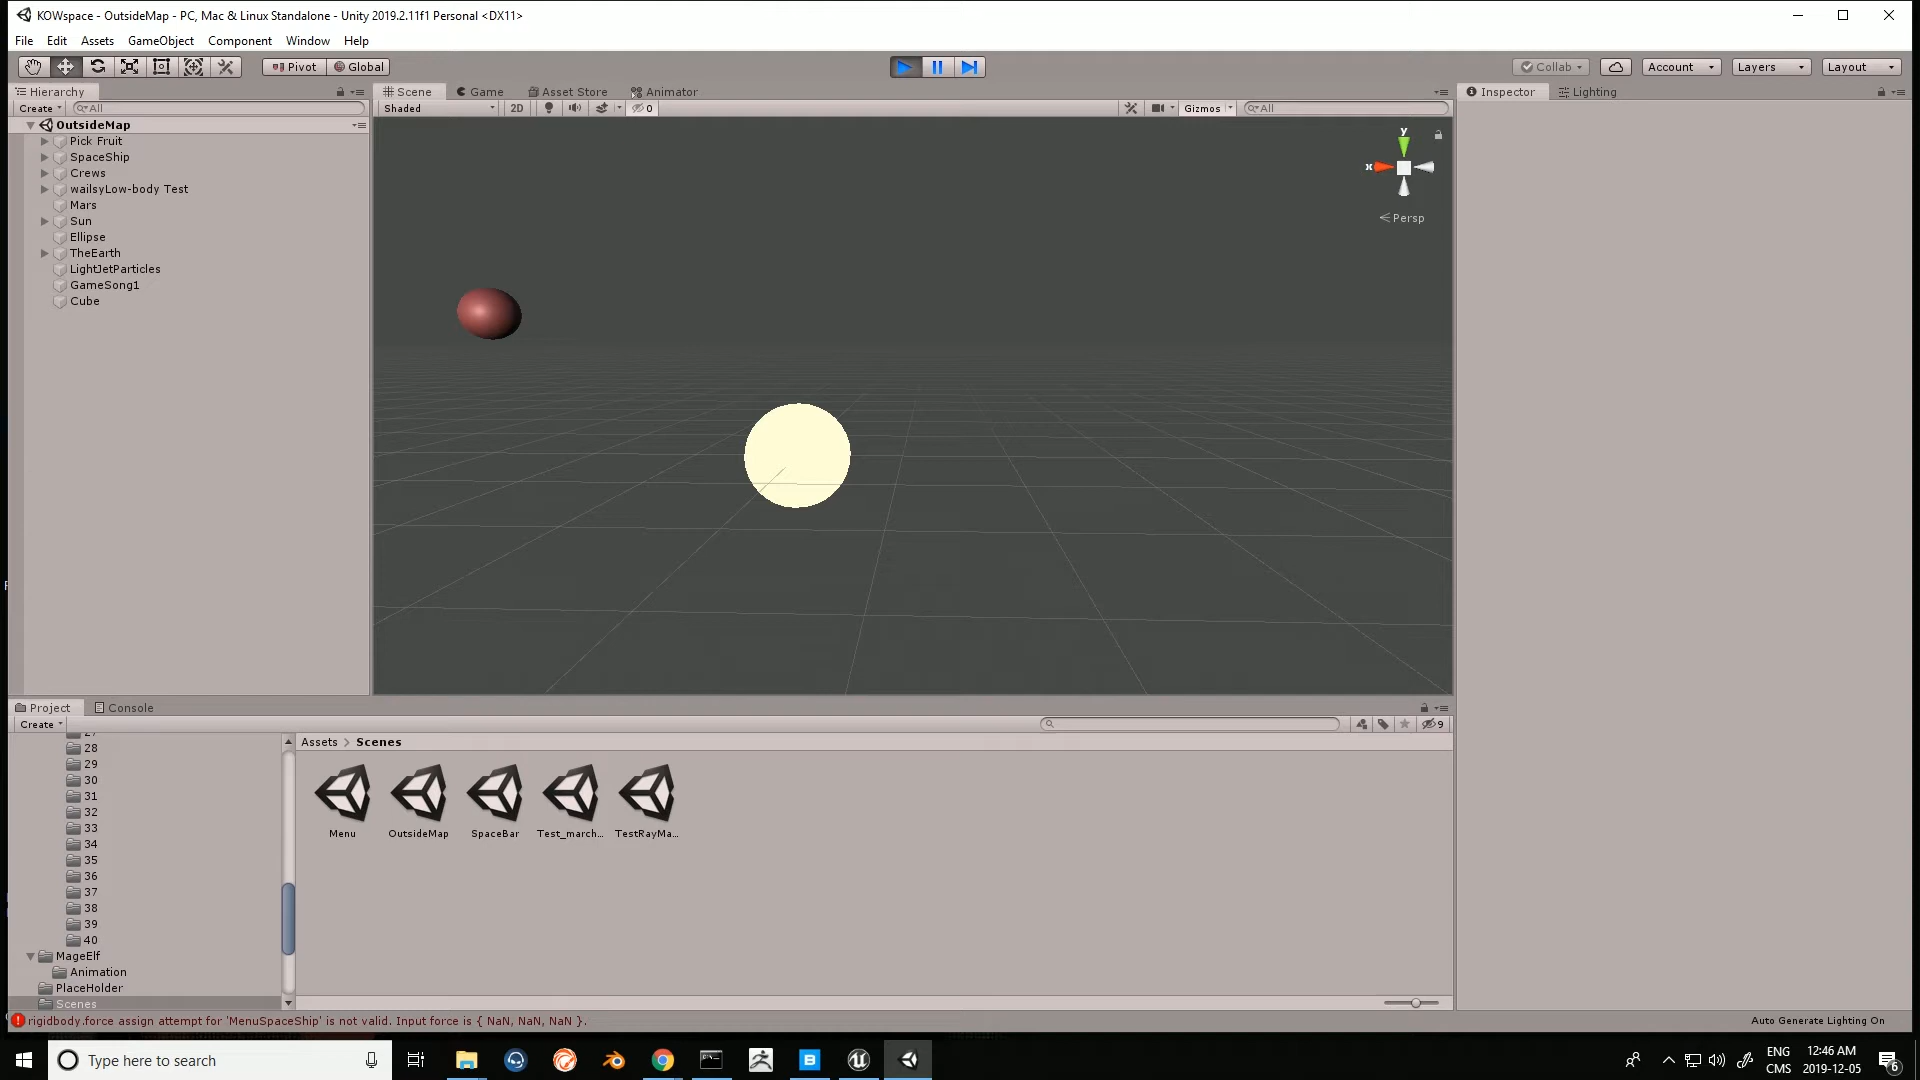 KOWspace - OutsideMap - PC, Mac & Linux Standalone - Unity 2019.2.11f1 Personal <DX11>
File Edit Assets GameObject Component Window Help
Pivot Global Collab Account Layers Layout
Hierarchy Scene Game Asset Store Animator Inspector Lighting
Create All Shaded 2D 0 Gizmos All
OutsideMap
Pick Fruit
SpaceShip
Crews
wailsyLow-body Test
Mars
Sun
Ellipse
TheEarth
LightJetParticles
GameSong1
Cube
y
x
Persp
Project Console
Create 9
Assets > Scenes
28
29
30
31
32
33
34
35
36
37
38
39
40
MageElf
Animation
PlaceHolder
Scenes
Menu OutsideMap SpaceBar Test_march... TestRayMa...
rigidbody.force assign attempt for 'MenuSpaceShip' is not valid. Input force is { NaN, NaN, NaN }.
Auto Generate Lighting On
Type here to search
ENG
CMS
12:46 AM
2019-12-05
6